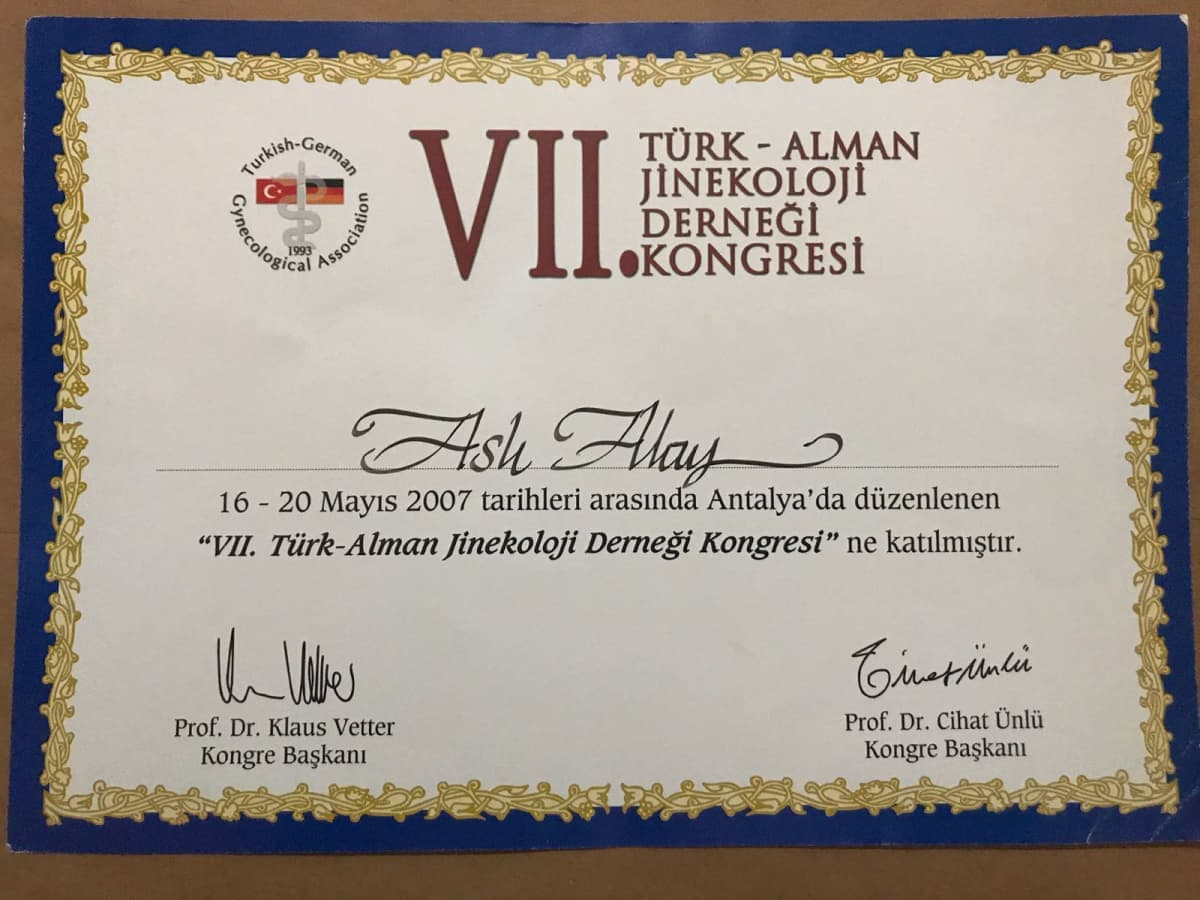 Turkish-German
Gynecological Association
1993
VII.
TÜRK - ALMAN
JİNEKOLOJİ
DERNEĞİ
KONGRESİ
Aslı Alay
16 - 20 Mayıs 2007 tarihleri arasında Antalya'da düzenlenen
“VII. Türk-Alman Jinekoloji Derneği Kongresi” ne katılmıştır.
Prof. Dr. Klaus Vetter
Kongre Başkanı
Cihat Ünlü
Prof. Dr. Cihat Ünlü
Kongre Başkanı